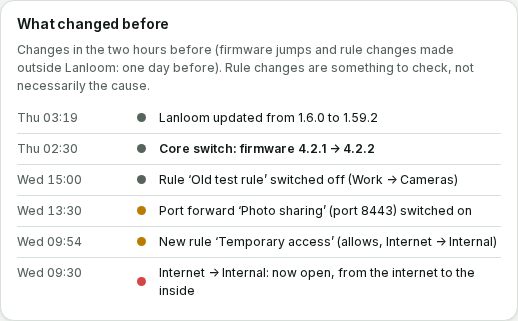 What changed before
Changes in the two hours before (firmware jumps and rule changes made
outside Lanloom: one day before). Rule changes are something to check, not
necessarily the cause.
Thu 03:19 Lanloom updated from 1.6.0 to 1.59.2
Thu 02:30 Core switch: firmware 4.2.1 → 4.2.2
Wed 15:00 Rule ‘Old test rule’ switched off (Work → Cameras)
Wed 13:30 Port forward ‘Photo sharing’ (port 8443) switched on
Wed 09:54 New rule ‘Temporary access’ (allows, Internet → Internal)
Wed 09:30 Internet → Internal: now open, from the internet to the
inside